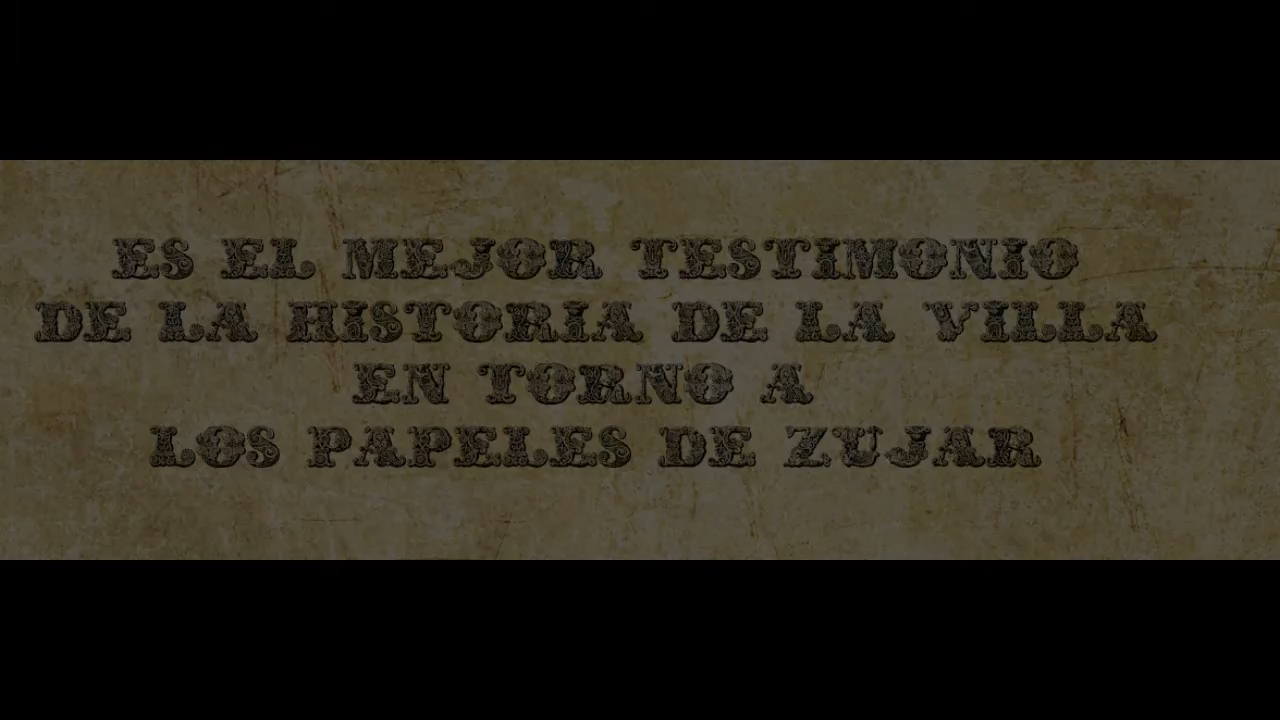 ES EL MEJOR TESTIMONIO
DE LA HISTORIA DE LA VILLA
EN TORNO A
LOS PAPELES DE ZUJAR